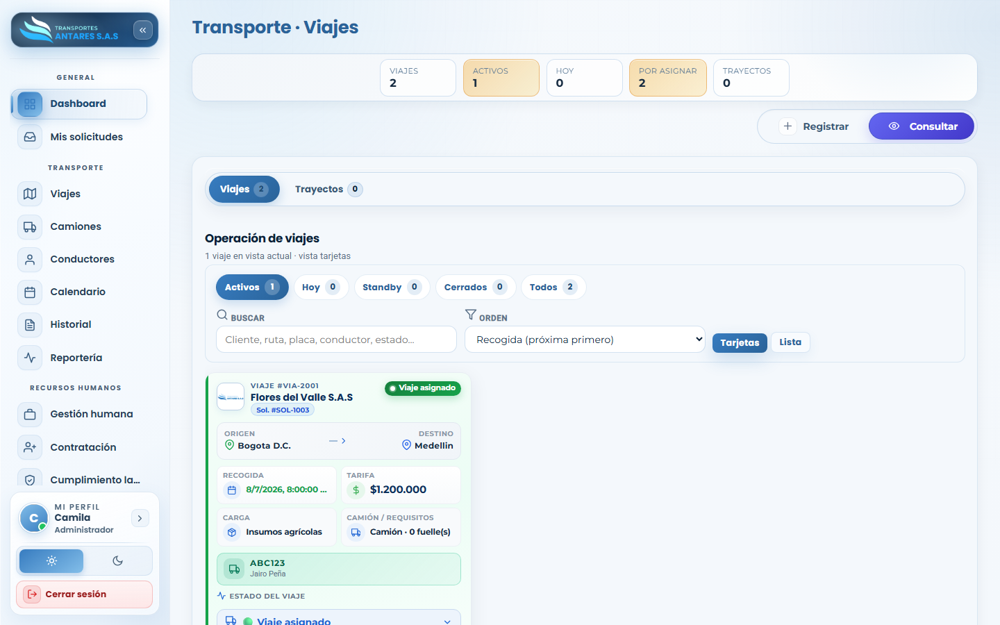 TRANSPORTES
ANTARES S.A.S
GENERAL
Dashboard
Mis solicitudes
TRANSPORTE
Viajes
Camiones
Conductores
Calendario
Historial
Reportería
RECURSOS HUMANOS
Gestión humana
Contratación
Cumplimiento la...
MI PERFIL
C
Camila
Administrador
Cerrar sesión
Transporte · Viajes
VIAJES
2
ACTIVOS
1
HOY
0
POR ASIGNAR
2
TRAYECTOS
0
Registrar
Consultar
Viajes 2
Trayectos 0
Operación de viajes
1 viaje en vista actual · vista tarjetas
Activos 1
Hoy 0
Standby 0
Cerrados 0
Todos 2
BUSCAR
Cliente, ruta, placa, conductor, estado...
ORDEN
Recogida (próxima primero)
Tarjetas
Lista
VIAJE #VIA-2001
Flores del Valle S.A.S
Sol. #SOL-1003
Viaje asignado
ORIGEN
Bogota D.C.
DESTINO
Medellin
RECOGIDA
8/7/2026, 8:00:00 ...
TARIFA
$1.200.000
CARGA
Insumos agrícolas
CAMIÓN / REQUISITOS
Camión · 0 fuelle(s)
ABC123
Jairo Peña
ESTADO DEL VIAJE
Viaje asignado